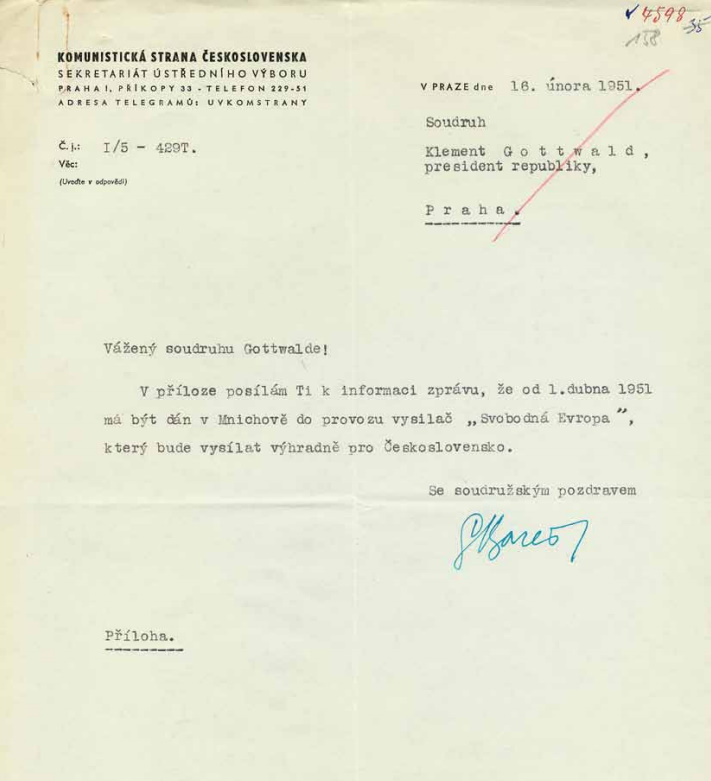 ✓ 4598
35
158
KOMUNISTICKÁ STRANA ČESKOSLOVENSKA
SEKRETARIÁT ÚSTŘEDNÍHO VÝBORU
PRAHA I, PŘÍKOPY 33 - TELEFON 229-51
ADRESA TELEGRAMŮ: UVKOMSTRANY
V PRAZE dne 16. února 1951.
Soudruh
Klement Gottwald,
president republiky,
Praha.
Č. j.: I/5 - 429T.
Věc:
(Uveďte v odpovědi)
Vážený soudruhu Gottwalde!
V příloze posílám Ti k informaci zprávu, že od 1.dubna 1951
má být dán v Mnichově do provozu vysilač „Svobodná Evropa",
který bude vysílat výhradně pro Československo.
Se soudružským pozdravem
Příloha.